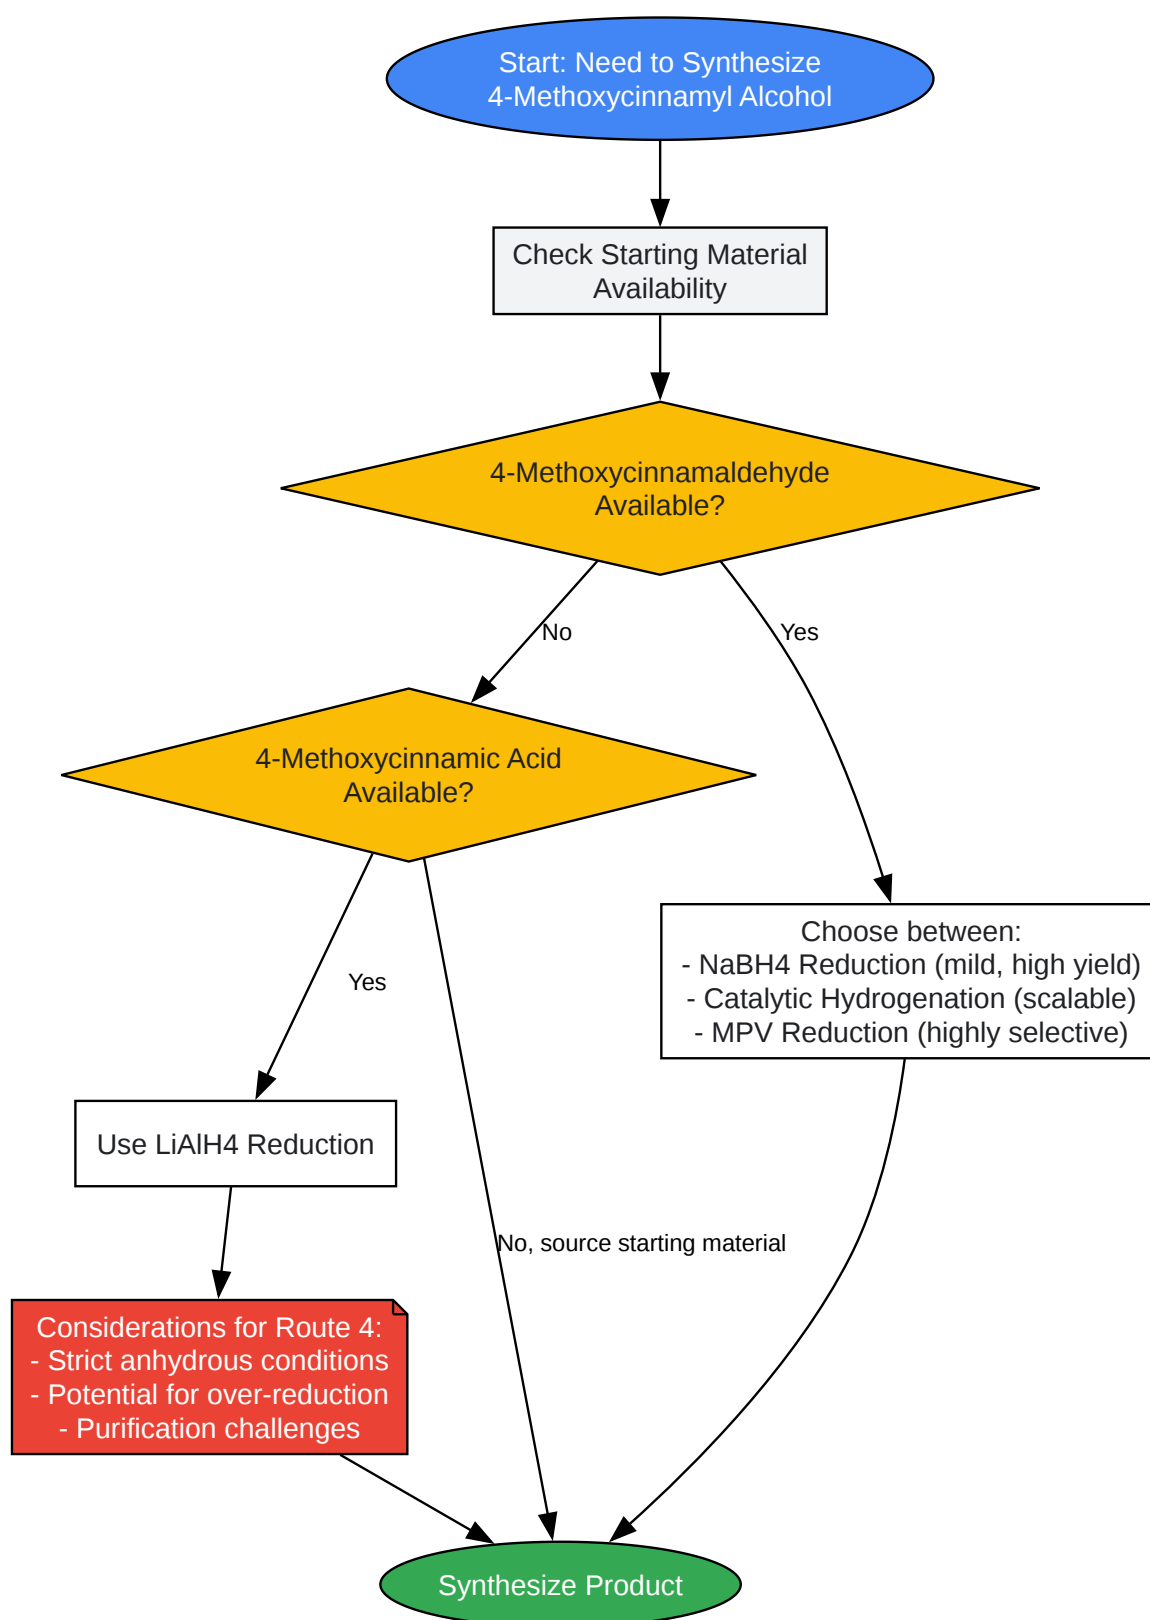 Start: Need to Synthesize
4-Methoxycinnamyl Alcohol
Check Starting Material
Availability
4-Methoxycinnamaldehyde
Available?
No
Yes
4-Methoxycinnamic Acid
Available?
Choose between:
- NaBH4 Reduction (mild, high yield)
- Catalytic Hydrogenation (scalable)
- MPV Reduction (highly selective)
Yes
Use LiAlH4 Reduction
No, source starting material
Considerations for Route 4:
- Strict anhydrous conditions
- Potential for over-reduction
- Purification challenges
Synthesize Product